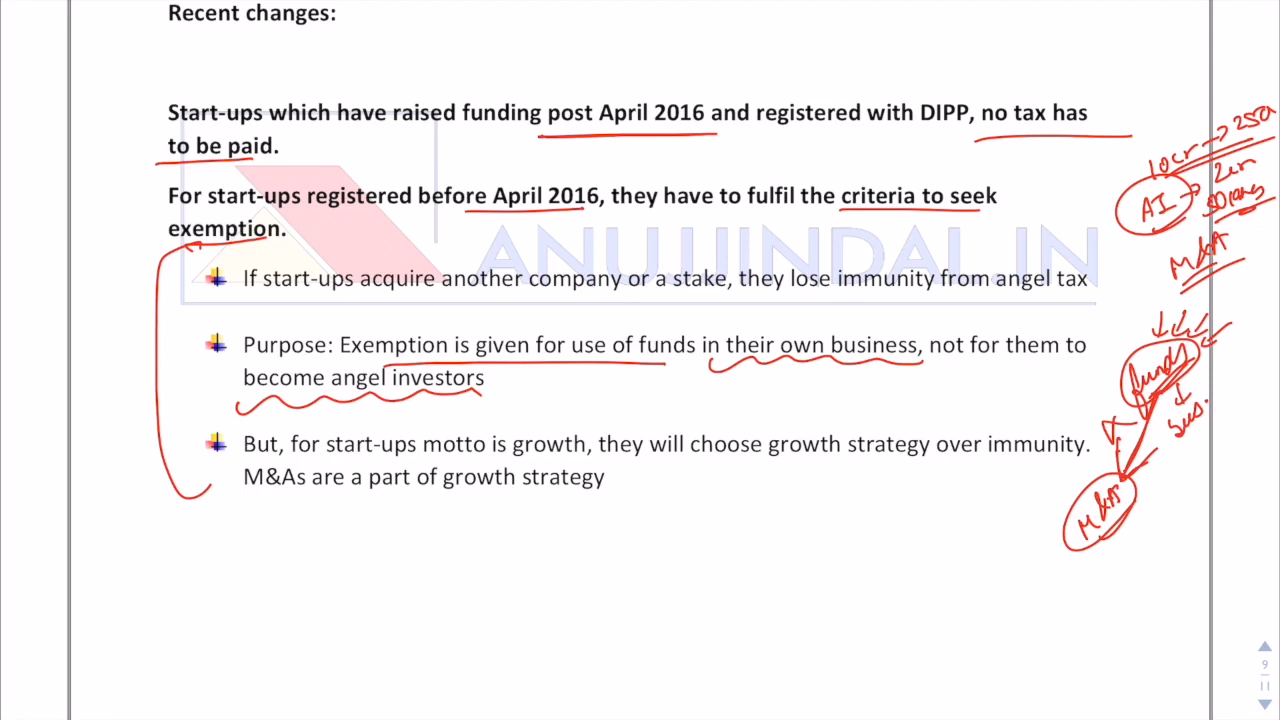 Recent changes:
Start-ups which have raised funding post April 2016 and registered with DIPP, no tax has
to be paid.
For start-ups registered before April 2016, they have to fulfil the criteria to seek
exemption.
ANUJJINDAL.IN
If start-ups acquire another company or a stake, they lose immunity from angel tax
Purpose: Exemption is given for use of funds in their own business, not for them to
become angel investors
But, for start-ups motto is growth, they will choose growth strategy over immunity.
M&As are a part of growth strategy
10cr → 25cr
AI → 2cr
M&A
funds
Bus.
M&A
9
11